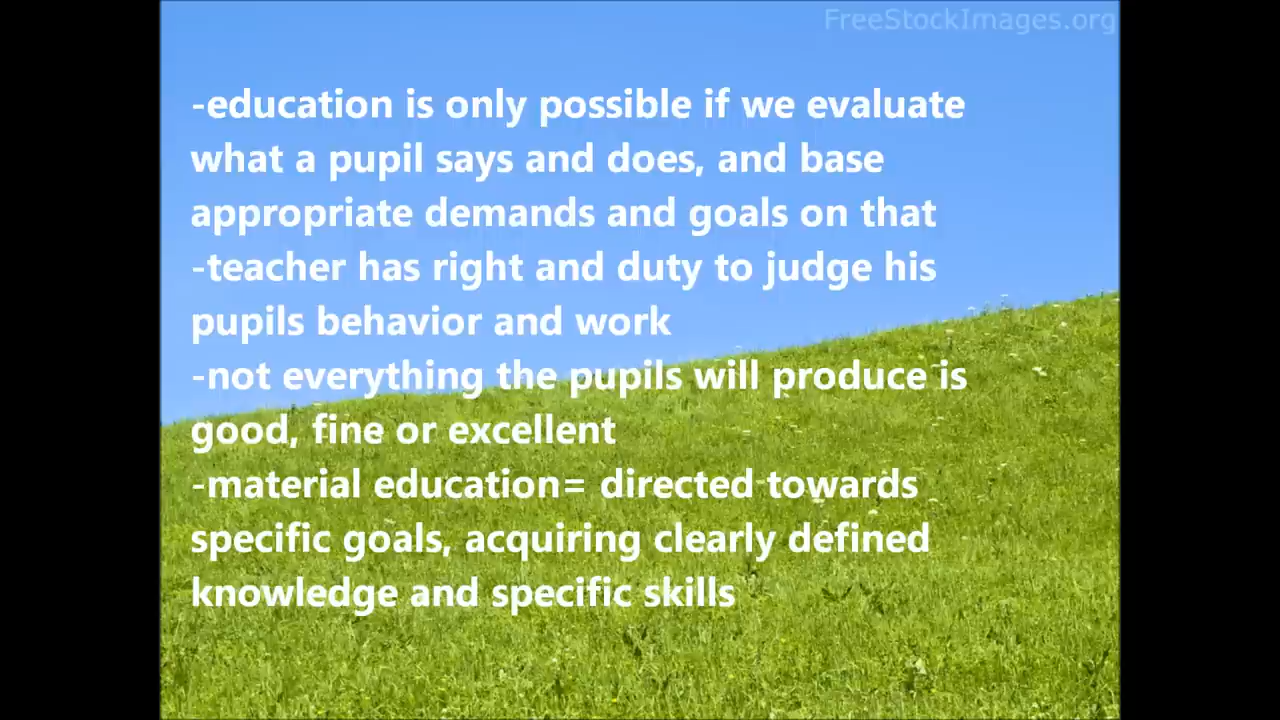 FreeStockImages.org
-education is only possible if we evaluate
what a pupil says and does, and base
appropriate demands and goals on that
-teacher has right and duty to judge his
pupils behavior and work
-not everything the pupils will produce is
good, fine or excellent
-material education= directed towards
specific goals, acquiring clearly defined
knowledge and specific skills